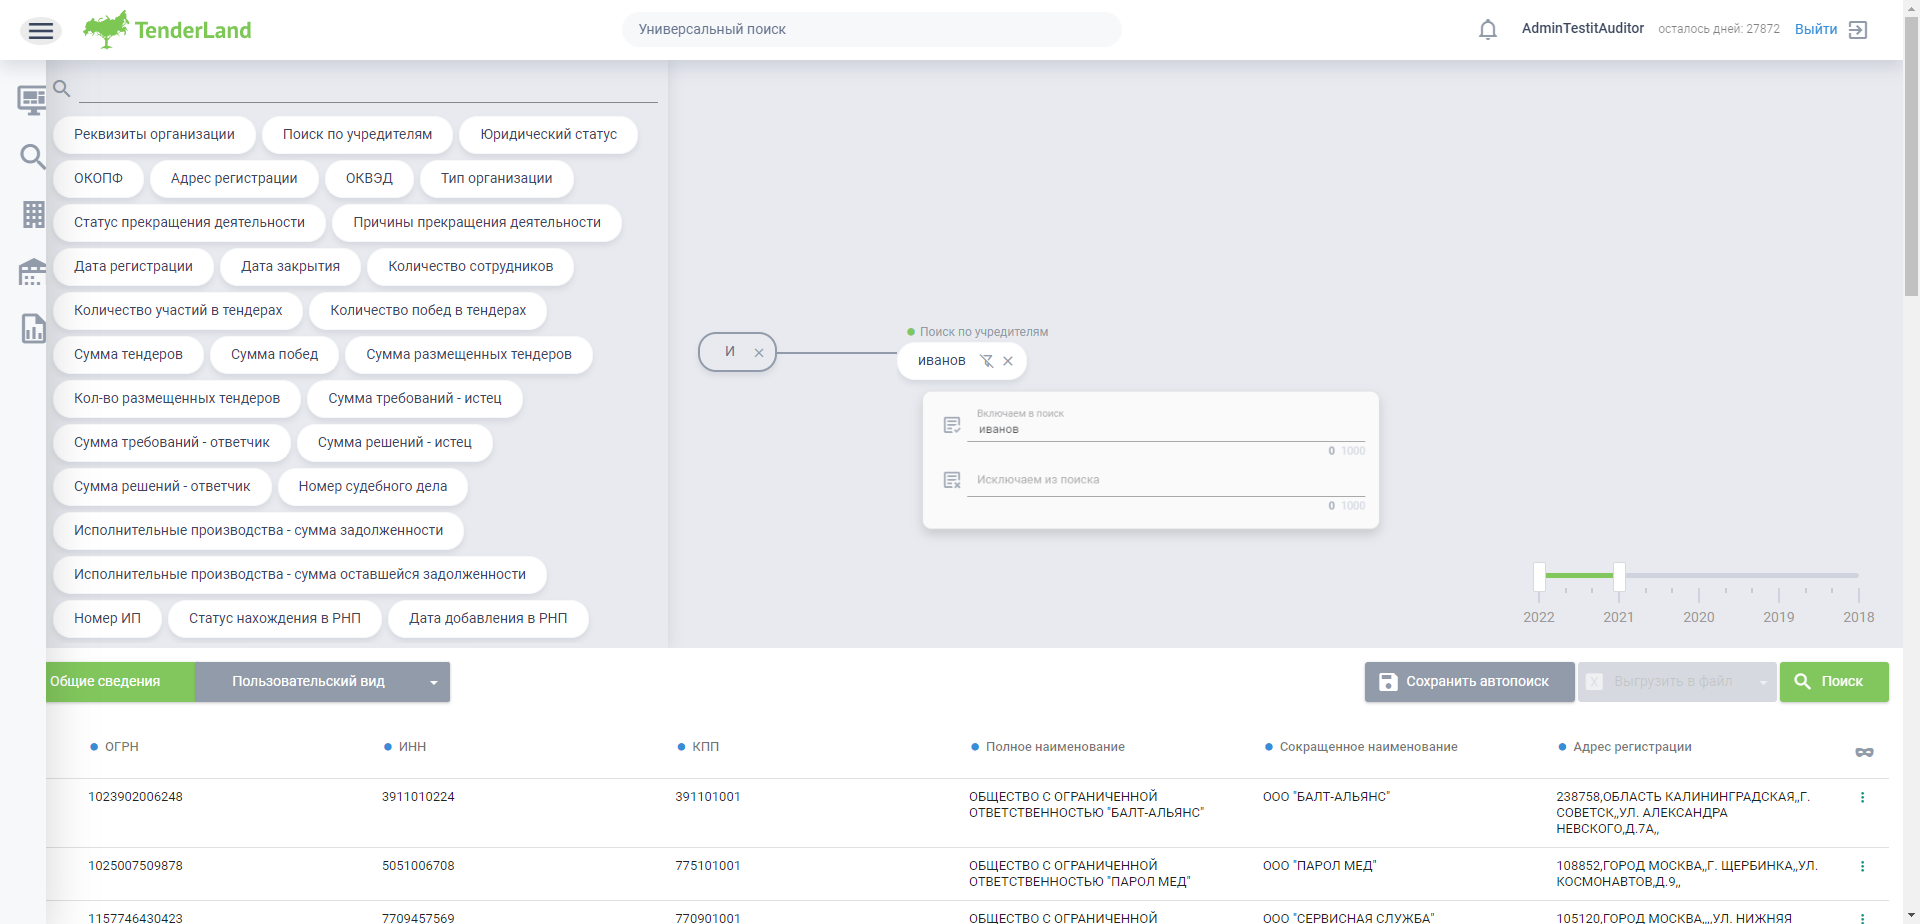 TenderLand
Универсальный поиск
AdminTestitAuditor
осталось дней: 27872
Выйти
Реквизиты организации
Поиск по учредителям
Юридический статус
ОКОПФ
Адрес регистрации
ОКВЭД
Тип организации
Статус прекращения деятельности
Причины прекращения деятельности
Дата регистрации
Дата закрытия
Количество сотрудников
Количество участий в тендерах
Количество побед в тендерах
Сумма тендеров
Сумма побед
Сумма размещенных тендеров
Кол-во размещенных тендеров
Сумма требований - истец
Сумма требований - ответчик
Сумма решений - истец
Сумма решений - ответчик
Номер судебного дела
Исполнительные производства - сумма задолженности
Исполнительные производства - сумма оставшейся задолженности
Номер ИП
Статус нахождения в РНП
Дата добавления в РНП
И
Поиск по учредителям
иванов
Включаем в поиск
иванов
0 1000
Исключаем из поиска
0 1000
2022
2021
2020
2019
2018
Общие сведения
Пользовательский вид
Сохранить автопоиск
Выгрузить в файл
Поиск
ОГРН
ИНН
КПП
Полное наименование
Сокращенное наименование
Адрес регистрации
1023902006248
3911010224
391101001
ОБЩЕСТВО С ОГРАНИЧЕННОЙ
ОТВЕТСТВЕННОСТЬЮ "БАЛТ-АЛЬЯНС"
ООО "БАЛТ-АЛЬЯНС"
238758,ОБЛАСТЬ КАЛИНИНГРАДСКАЯ,,Г.
СОВЕТСК,,УЛ. АЛЕКСАНДРА
НЕВСКОГО,Д.7А,,
1025007509878
5051006708
775101001
ОБЩЕСТВО С ОГРАНИЧЕННОЙ
ОТВЕТСТВЕННОСТЬЮ "ПАРОЛ МЕД"
ООО "ПАРОЛ МЕД"
108852,ГОРОД МОСКВА,,Г. ЩЕРБИНКА,,УЛ.
КОСМОНАВТОВ,Д.9,,
1157746430423
7709457569
770901001
ОБЩЕСТВО С ОГРАНИЧЕННОЙ
ООО "СЕРВИСНАЯ СЛУЖБА"
105120,ГОРОД МОСКВА,,,,УЛ. НИЖНЯЯ